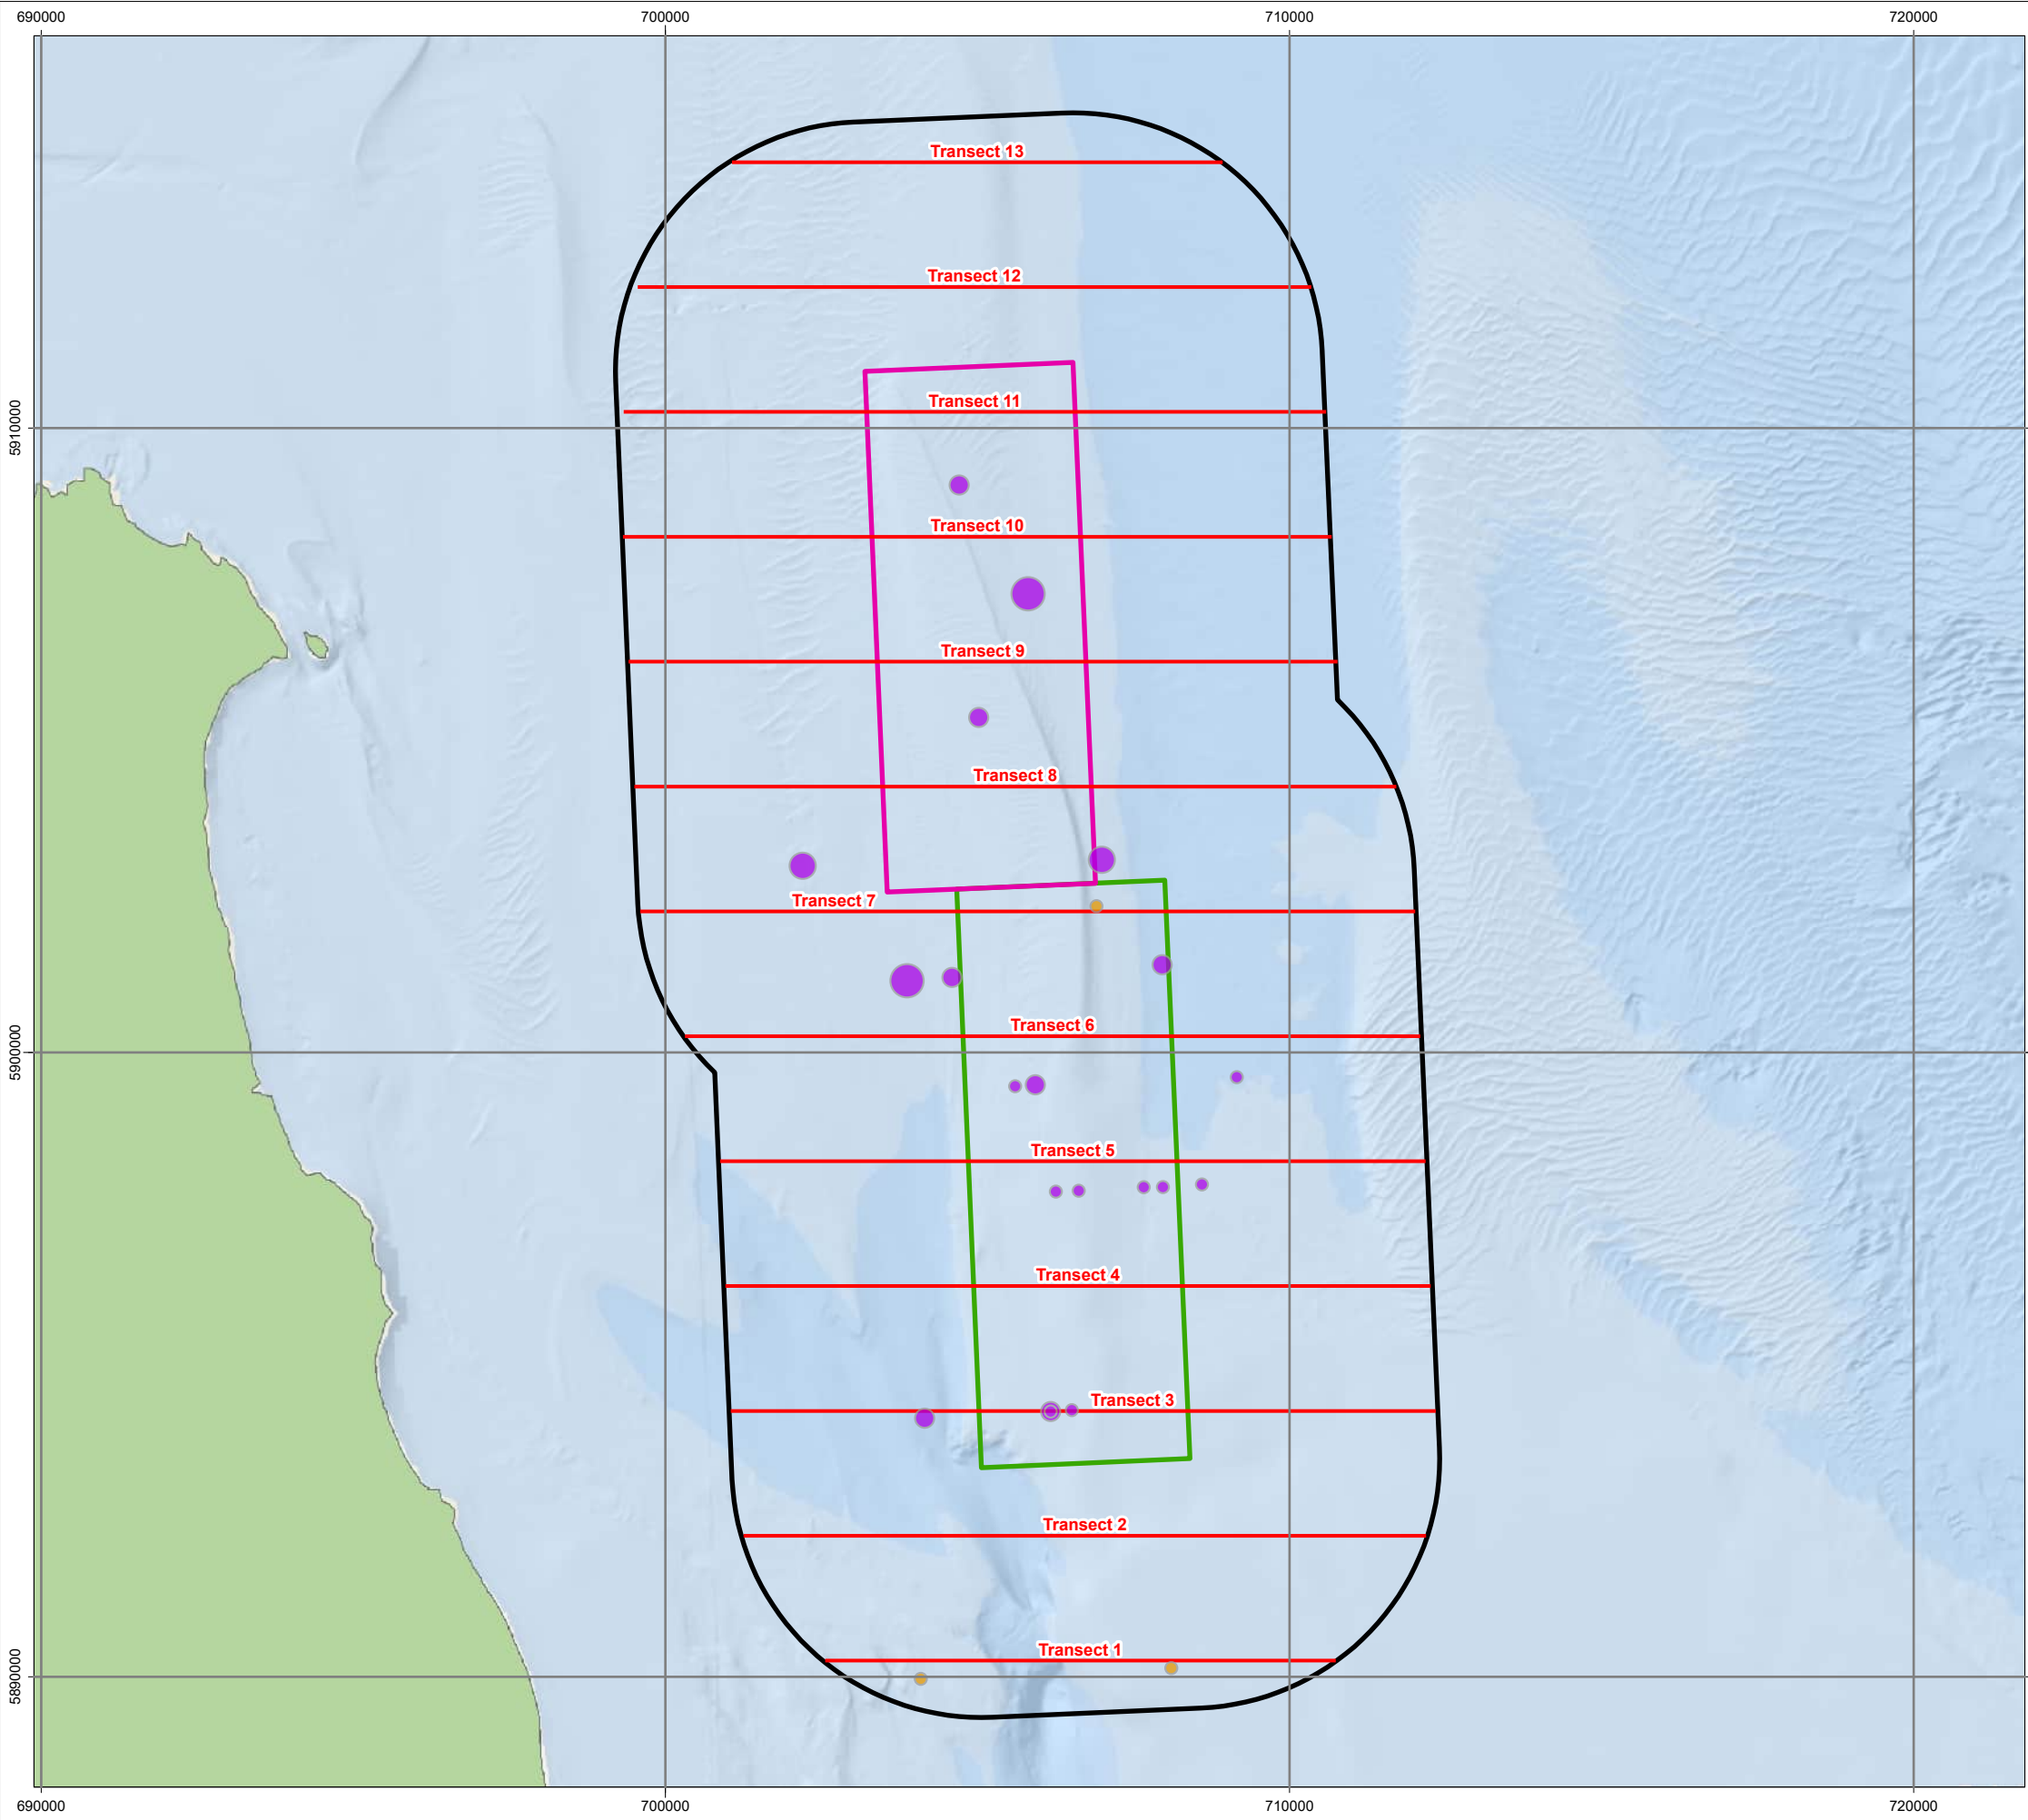 690000 700000 710000 720000
Transect 13
Transect 12
Transect 11
5910000
Transect 10
Transect 9
Transect 8
Transect 7
Transect 6
5900000
Transect 5
Transect 4
Transect 3
Transect 2
Transect 1
5890000
690000 700000 710000 720000